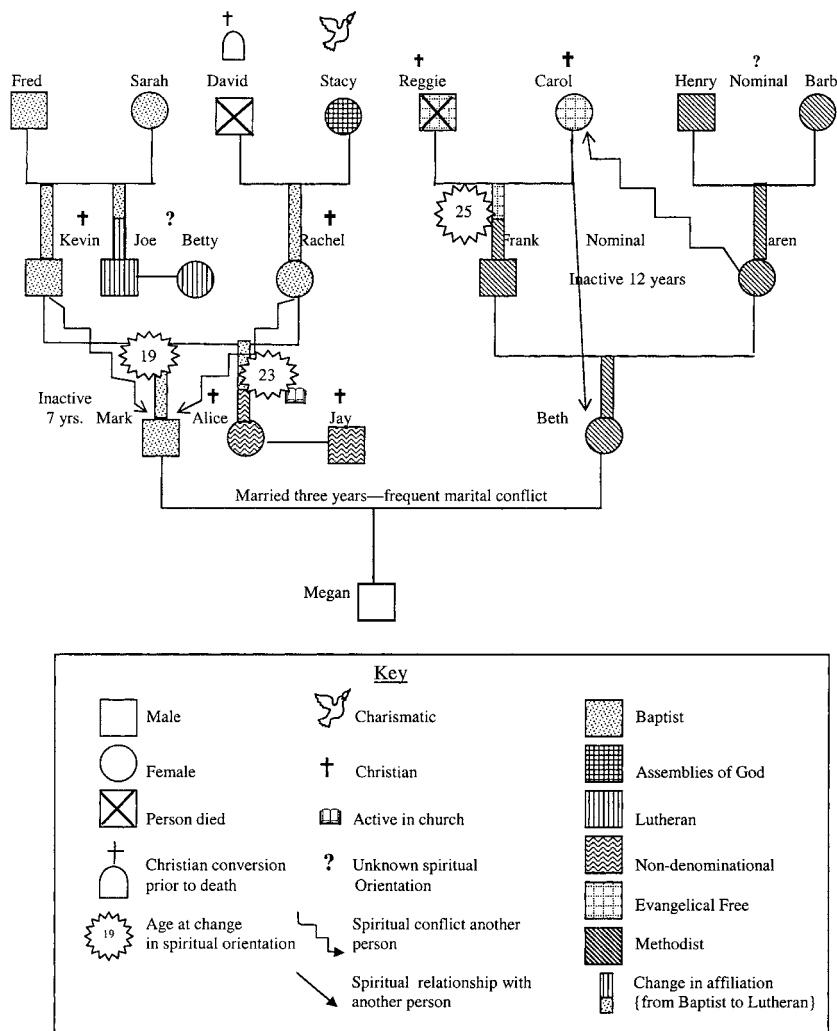 Fred
Sarah
David
Stacy
Reggie
Carol
?
Henry
Nominal
Barb
25
?
Kevin
Joe
Betty
Rachel
Frank
Nominal
aren
Inactive 12 years
19
23
Inactive
7 yrs.
Mark
Alice
Jay
Beth
Married three years—frequent marital conflict
Megan
Key
Male
Charismatic
Baptist
Female
Christian
Assemblies of God
Person died
Active in church
Lutheran
Christian conversion
prior to death
?
Unknown spiritual
Orientation
Non-denominational
Evangelical Free
19
Age at change
in spiritual orientation
Spiritual conflict another
person
Methodist
Spiritual relationship with
another person
Change in affiliation
{from Baptist to Lutheran}